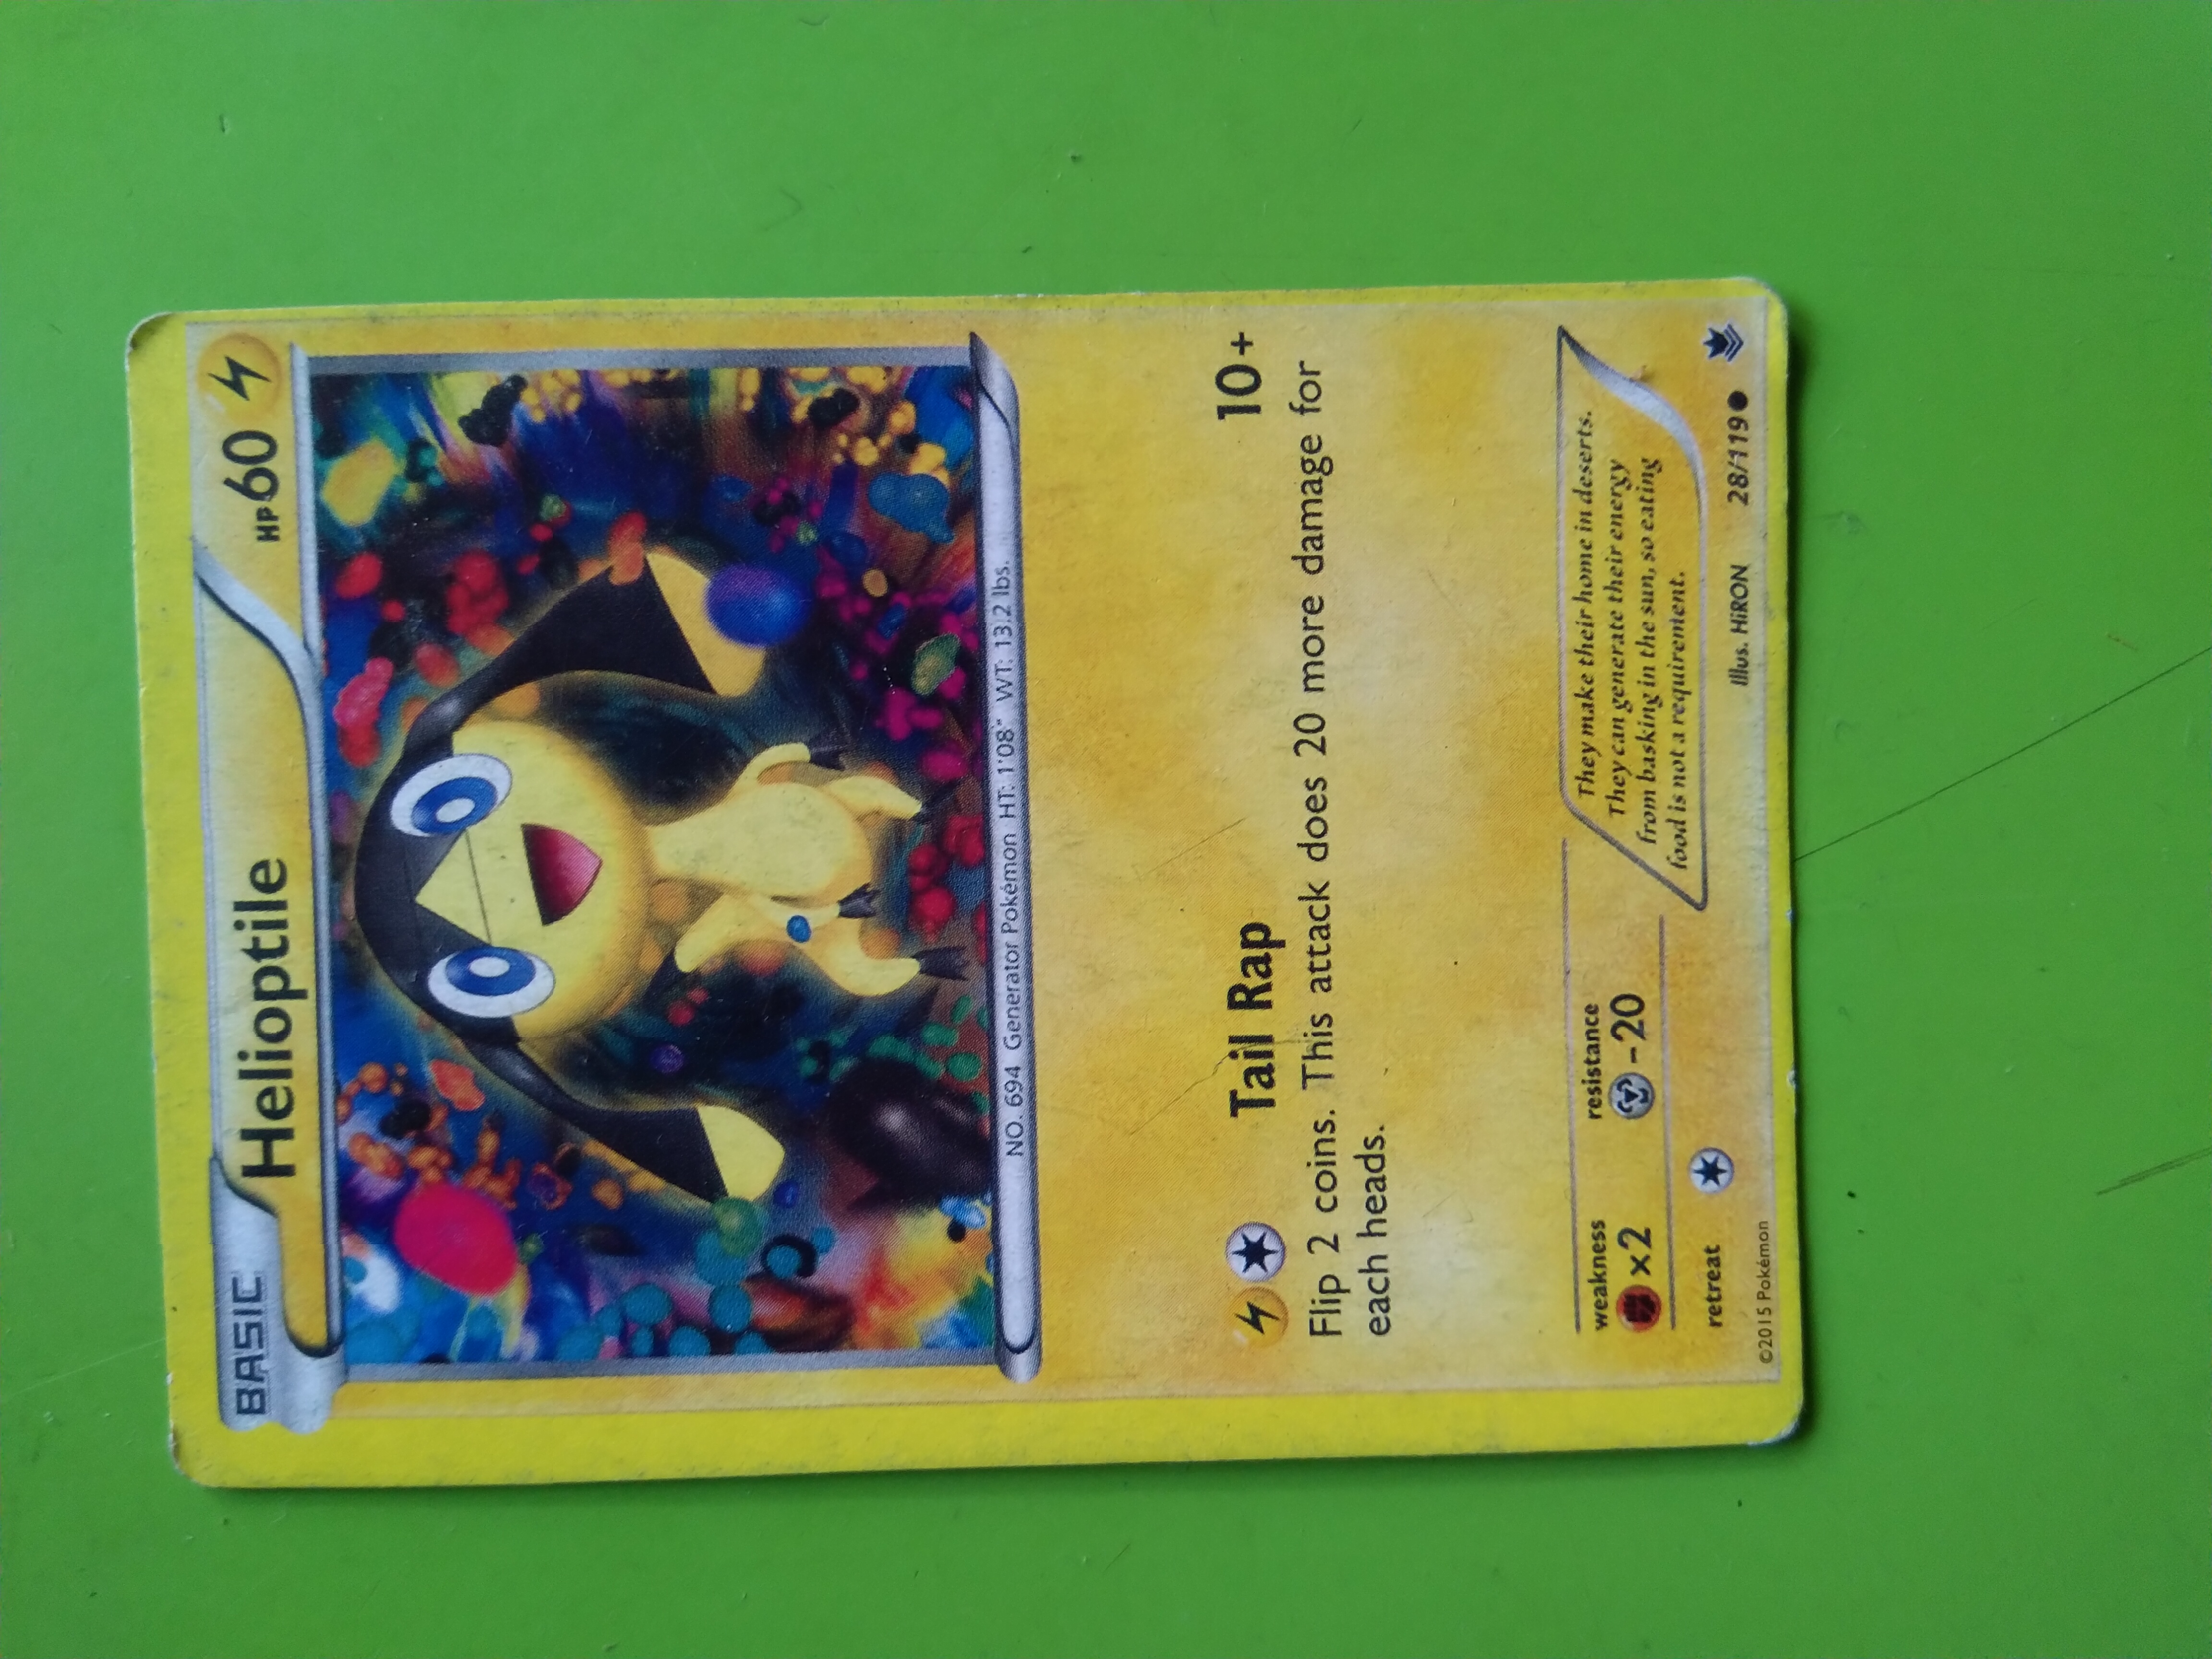 BASIC Helioptile HP 60
NO. 694 Generator Pokémon HT: 1'08" WT: 13.2 lbs.
Tail Rap 10+
Flip 2 coins. This attack does 20 more damage for
each heads.
weakness resistance
×2 -20
retreat
They make their home in deserts.
They can generate their energy
from basking in the sun, so eating
food is not a requirement.
Illus. HiRON 28/119
©2015 Pokémon